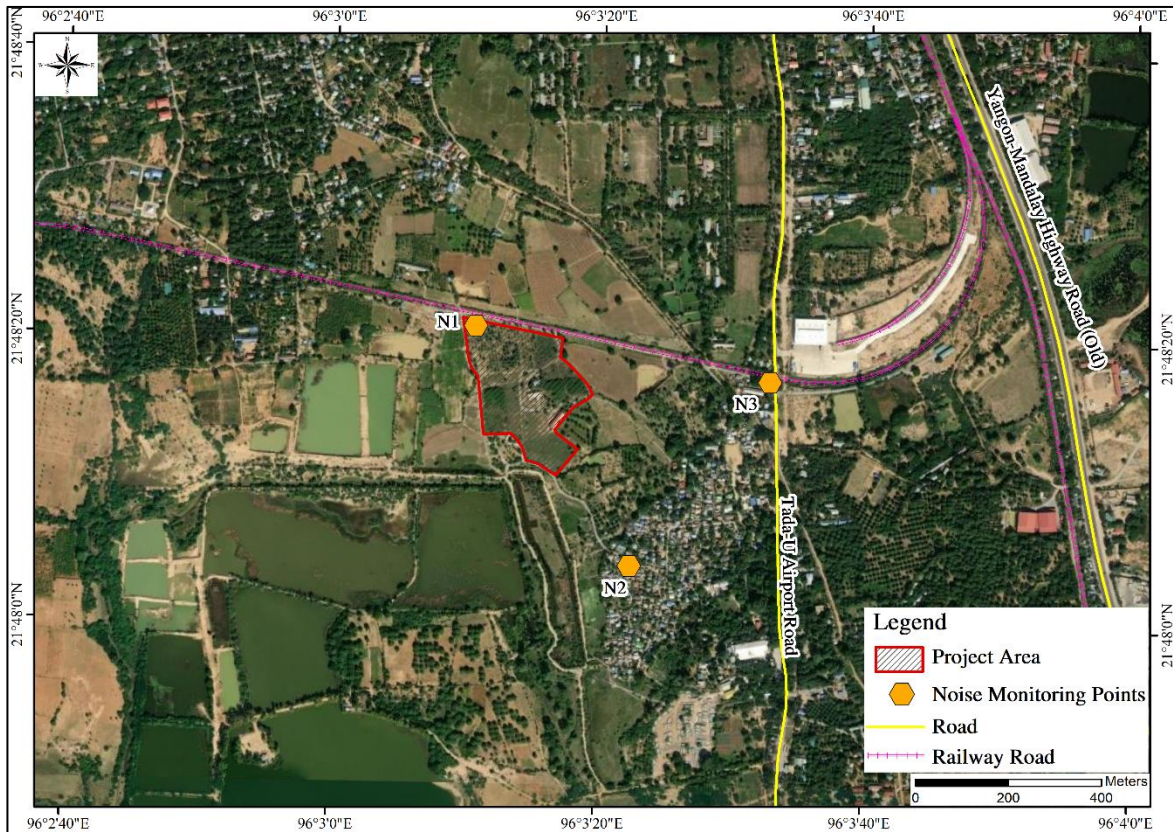 96°2'40"E 96°3'0"E 96°3'20"E 96°3'40"E 96°4'0"E
21°48'40"N
N
W E
S
Yangon-Mandalay Highway Road (Old)
21°48'20"N
N1
21°48'20"N
N3
Tada-U Airport Road
N2
21°48'0"N
21°48'0"N
Legend
Project Area
Noise Monitoring Points
Road
Railway Road
Meters
0 200 400
96°2'40"E 96°3'0"E 96°3'20"E 96°3'40"E 96°4'0"E